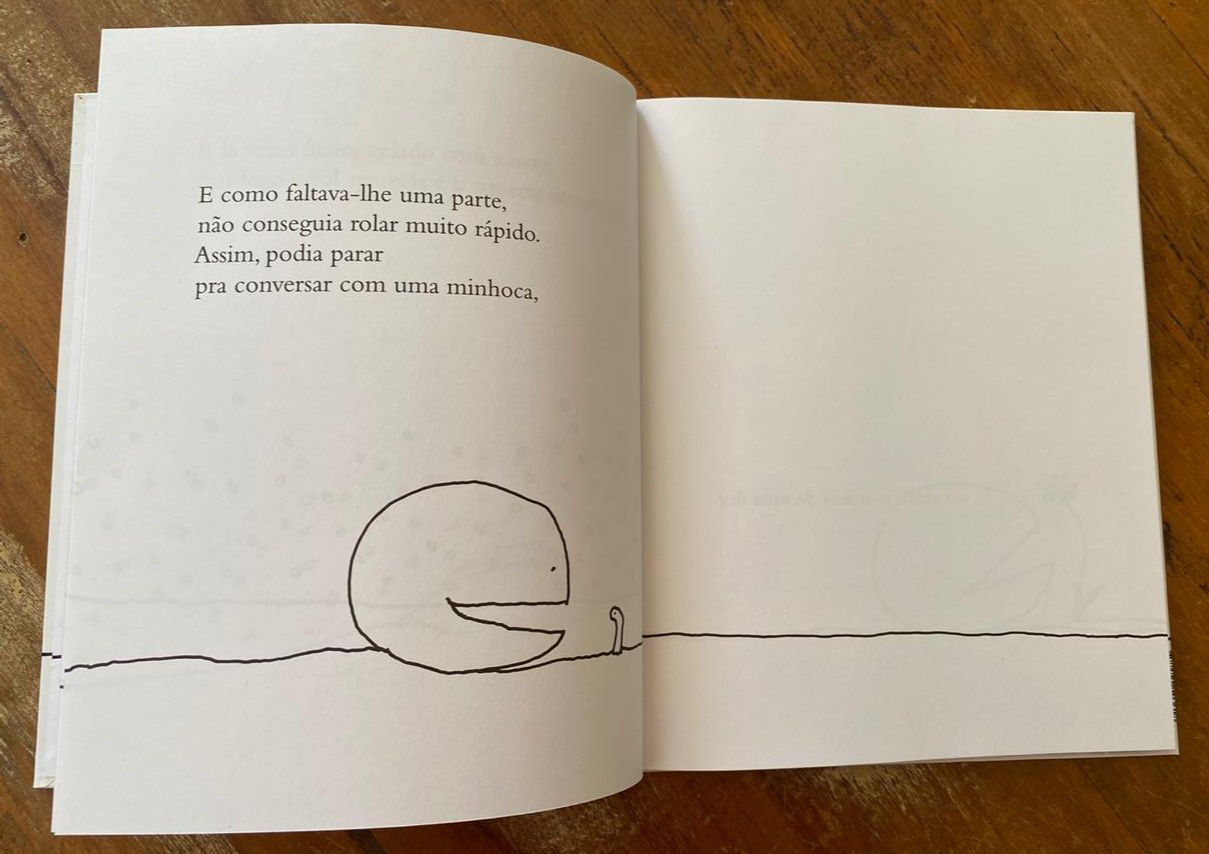 E como faltava-lhe uma parte,
não conseguia rolar muito rápido.
Assim, podia parar
pra conversar com uma minhoca,